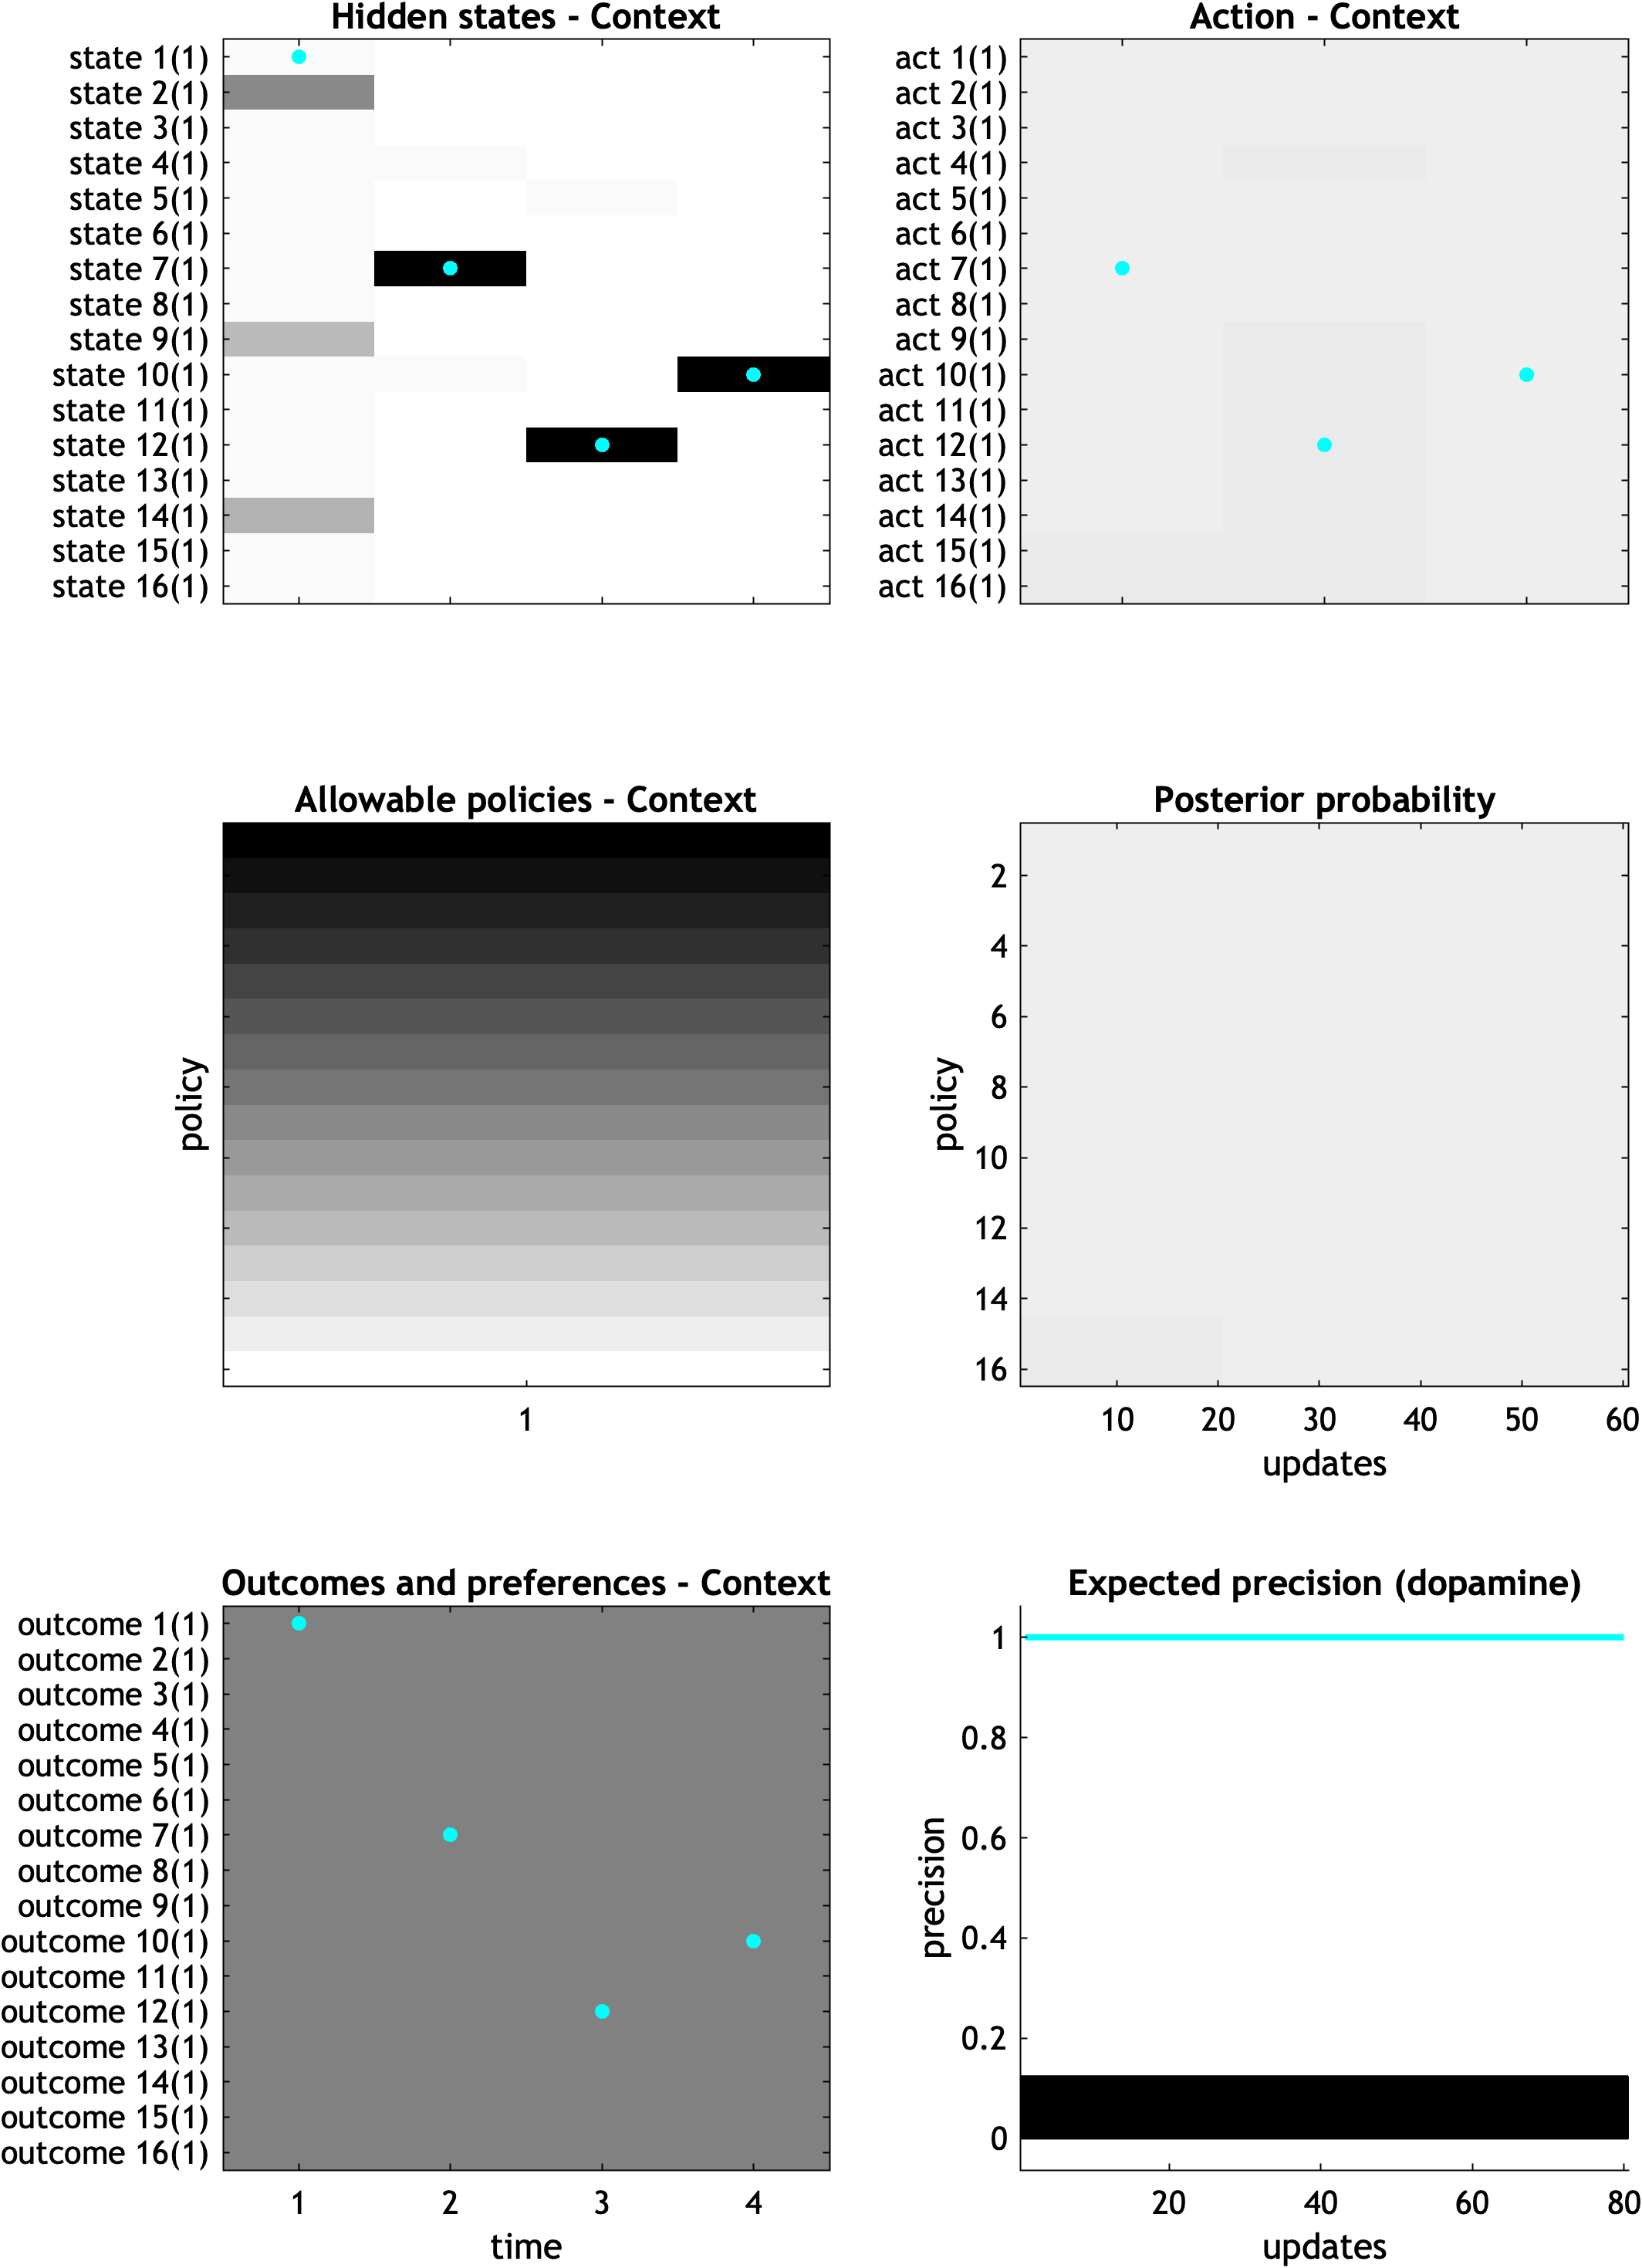 Hidden states - Context
state 1(1)
state 2(1)
state 3(1)
state 4(1)
state 5(1)
state 6(1)
state 7(1)
state 8(1)
state 9(1)
state 10(1)
state 11(1)
state 12(1)
state 13(1)
state 14(1)
state 15(1)
state 16(1)
Action - Context
act 1(1)
act 2(1)
act 3(1)
act 4(1)
act 5(1)
act 6(1)
act 7(1)
act 8(1)
act 9(1)
act 10(1)
act 11(1)
act 12(1)
act 13(1)
act 14(1)
act 15(1)
act 16(1)
Allowable policies - Context
policy
1
Posterior probability
policy
2
4
6
8
10
12
14
16
10 20 30 40 50 60
updates
Outcomes and preferences - Context
outcome 1(1)
outcome 2(1)
outcome 3(1)
outcome 4(1)
outcome 5(1)
outcome 6(1)
outcome 7(1)
outcome 8(1)
outcome 9(1)
outcome 10(1)
outcome 11(1)
outcome 12(1)
outcome 13(1)
outcome 14(1)
outcome 15(1)
outcome 16(1)
1 2 3 4
time
Expected precision (dopamine)
precision
1
0.8
0.6
0.4
0.2
0
20 40 60 80
updates